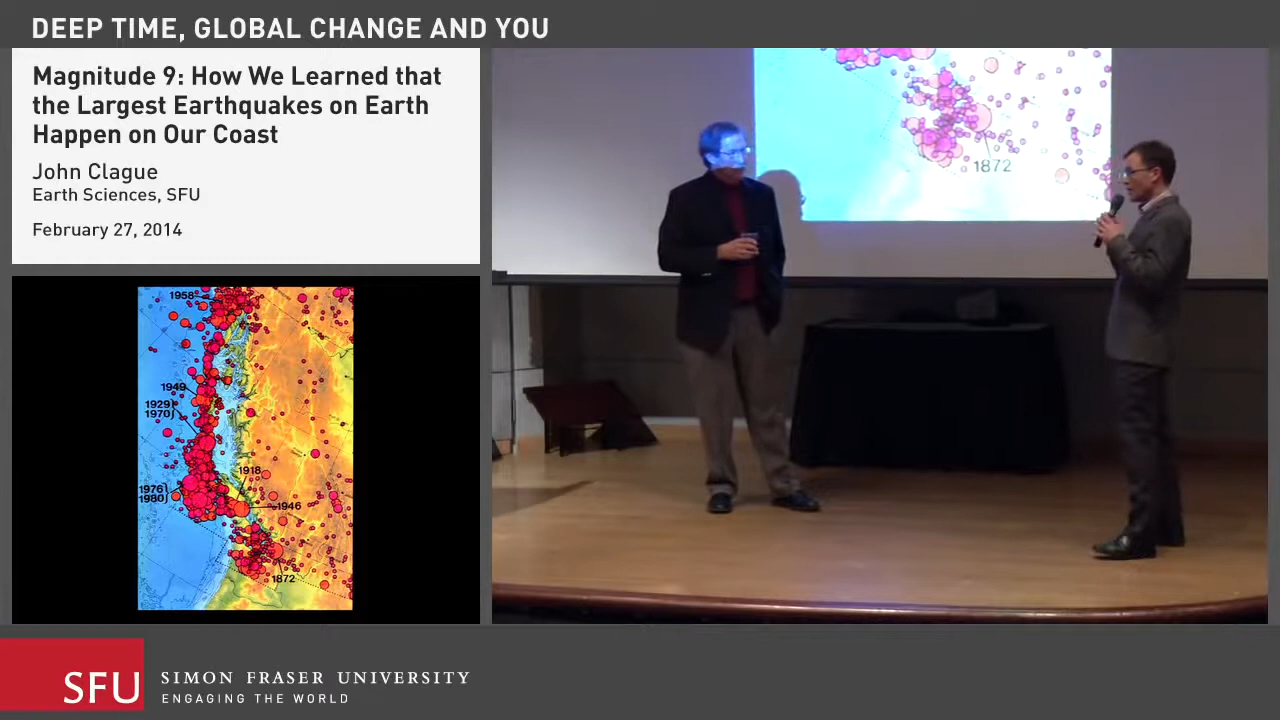 DEEP TIME, GLOBAL CHANGE AND YOU
Magnitude 9: How We Learned that
the Largest Earthquakes on Earth
Happen on Our Coast
John Clague
Earth Sciences, SFU
February 27, 2014
1872
1958
1949
1929
1970
1918
1976
1980
1946
1872
SFU
SIMON FRASER UNIVERSITY
ENGAGING THE WORLD